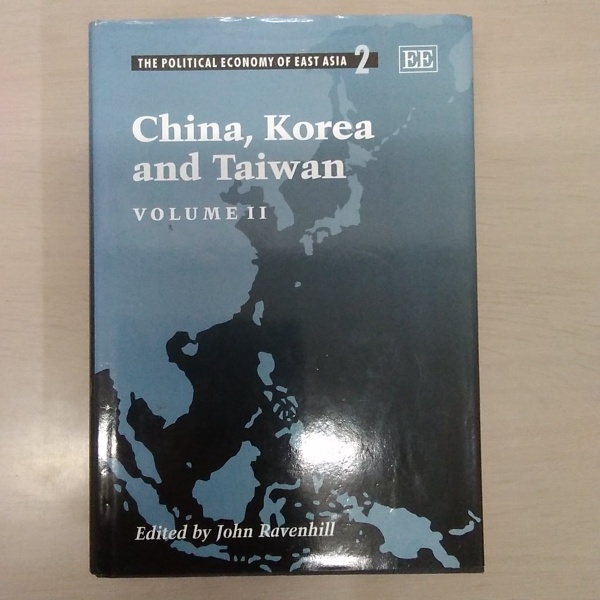 THE POLITICAL ECONOMY OF EAST ASIA 2
EE
China, Korea
and Taiwan
VOLUME II
Edited by John Ravenhill